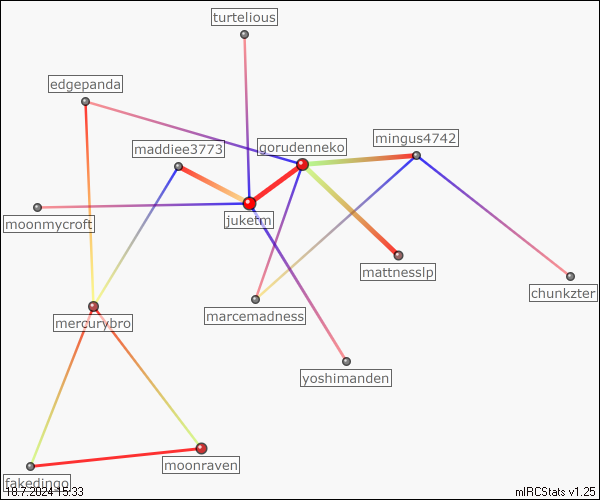 turtelious
edgepanda
maddiee3773
gorudenneko
mingus4742
moonmycroft
juketm
mattnesslp
chunkzter
marcemadness
mercurybro
yoshimanden
moonraven
fakedingo
10.7.2024 15:33
mIRCStats v1.25